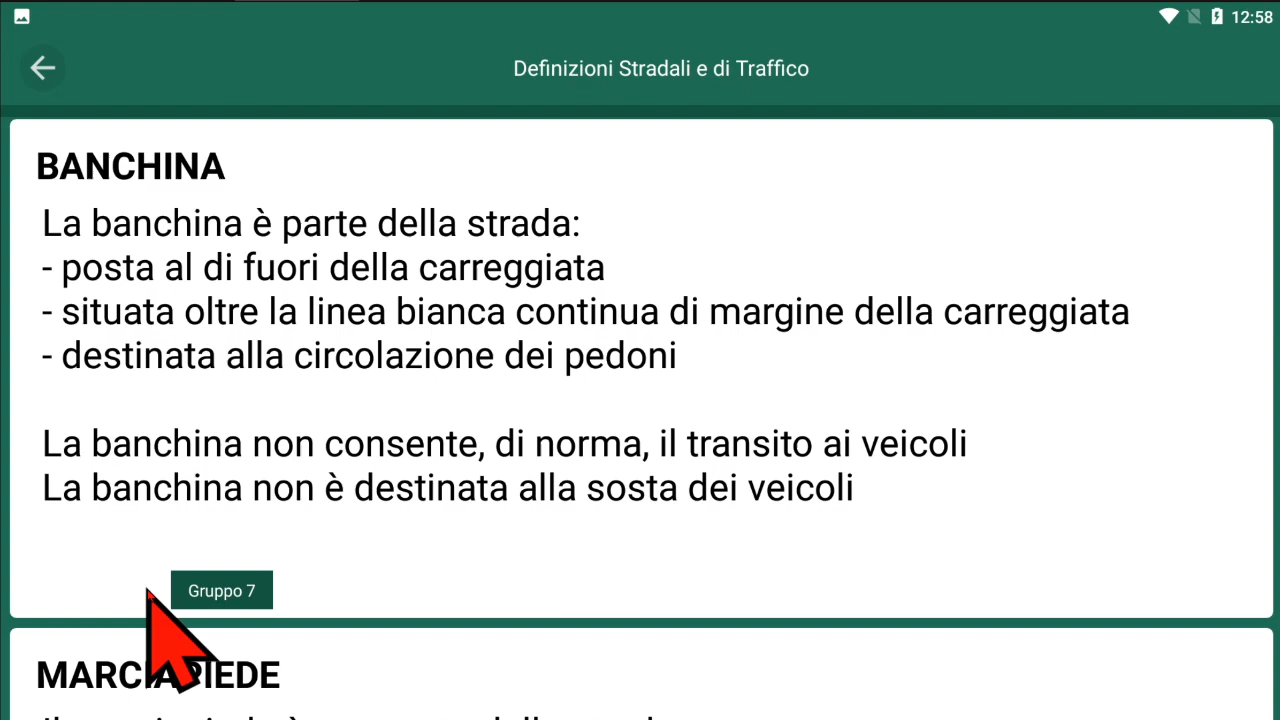 12:58
Definizioni Stradali e di Traffico
BANCHINA
La banchina è parte della strada:
- posta al di fuori della carreggiata
- situata oltre la linea bianca continua di margine della carreggiata
- destinata alla circolazione dei pedoni
La banchina non consente, di norma, il transito ai veicoli
La banchina non è destinata alla sosta dei veicoli
Gruppo 7
MARCIAPIEDE